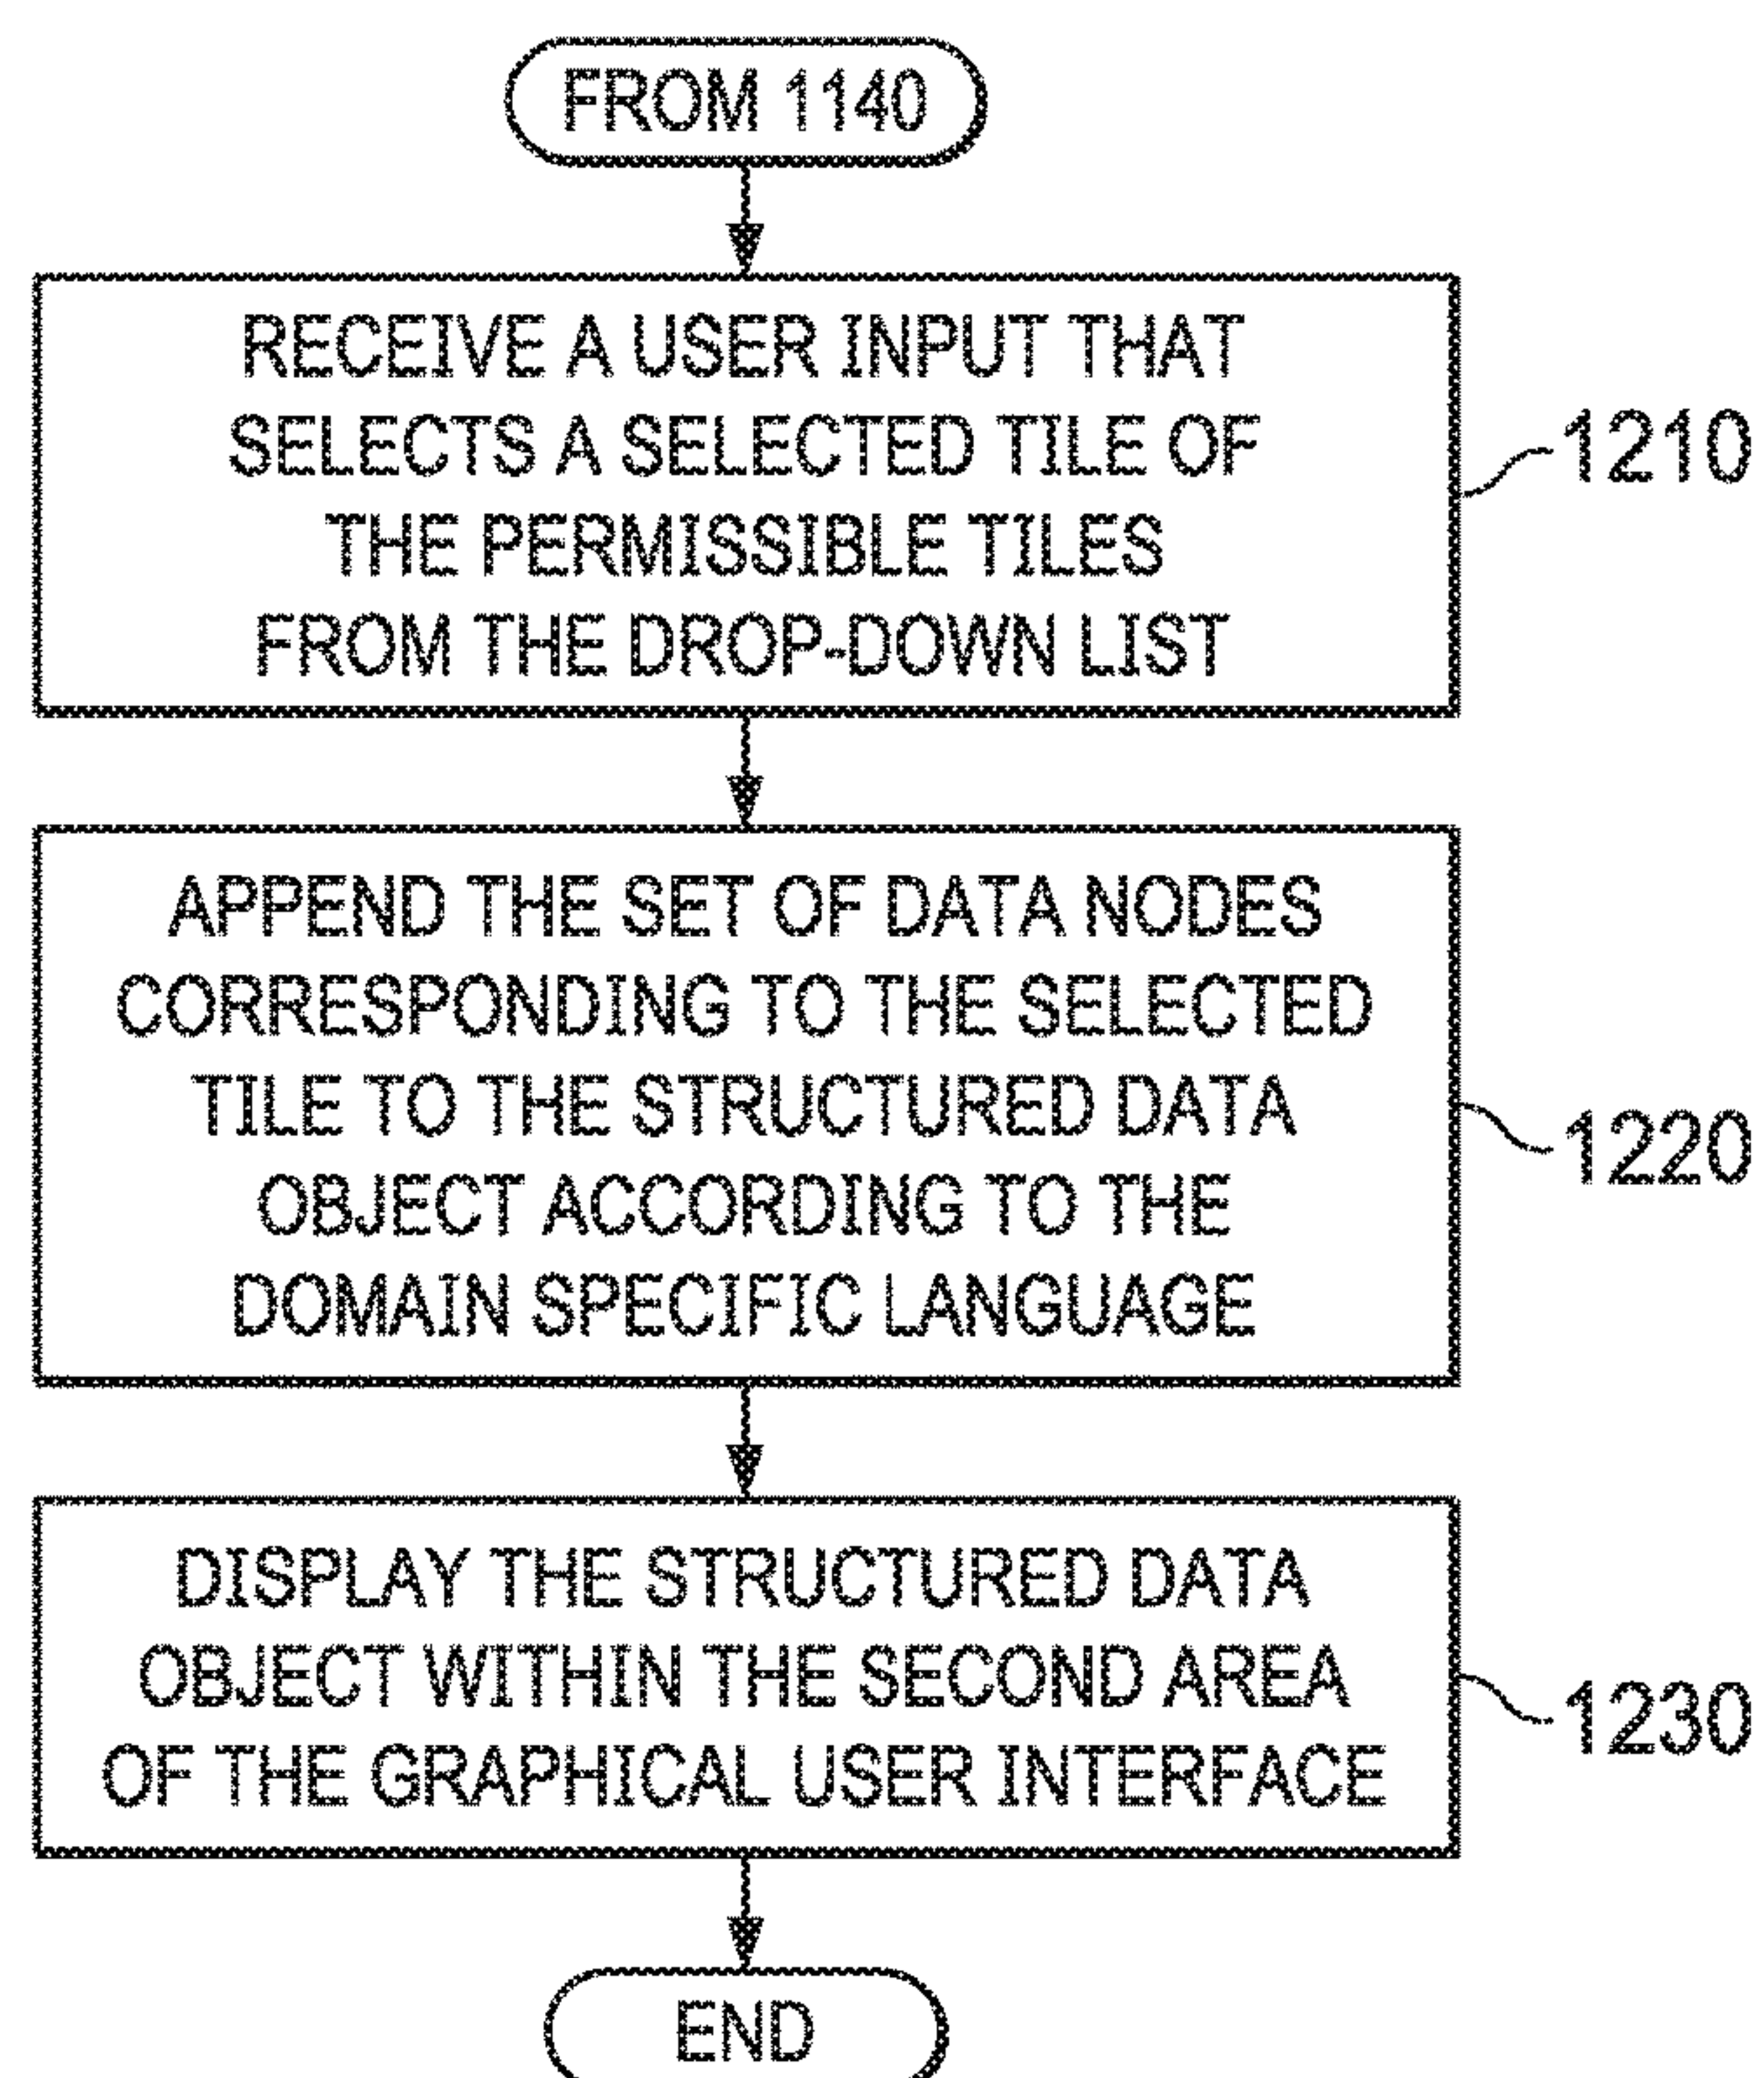 FROM 1140
RECEIVE A USER INPUT THAT
SELECTS A SELECTED TILE OF
THE PERMISSIBLE TILES
FROM THE DROP-DOWN LIST
1210
APPEND THE SET OF DATA NODES
CORRESPONDING TO THE SELECTED
TILE TO THE STRUCTURED DATA
OBJECT ACCORDING TO THE
DOMAIN SPECIFIC LANGUAGE
1220
DISPLAY THE STRUCTURED DATA
OBJECT WITHIN THE SECOND AREA
OF THE GRAPHICAL USER INTERFACE
1230
END